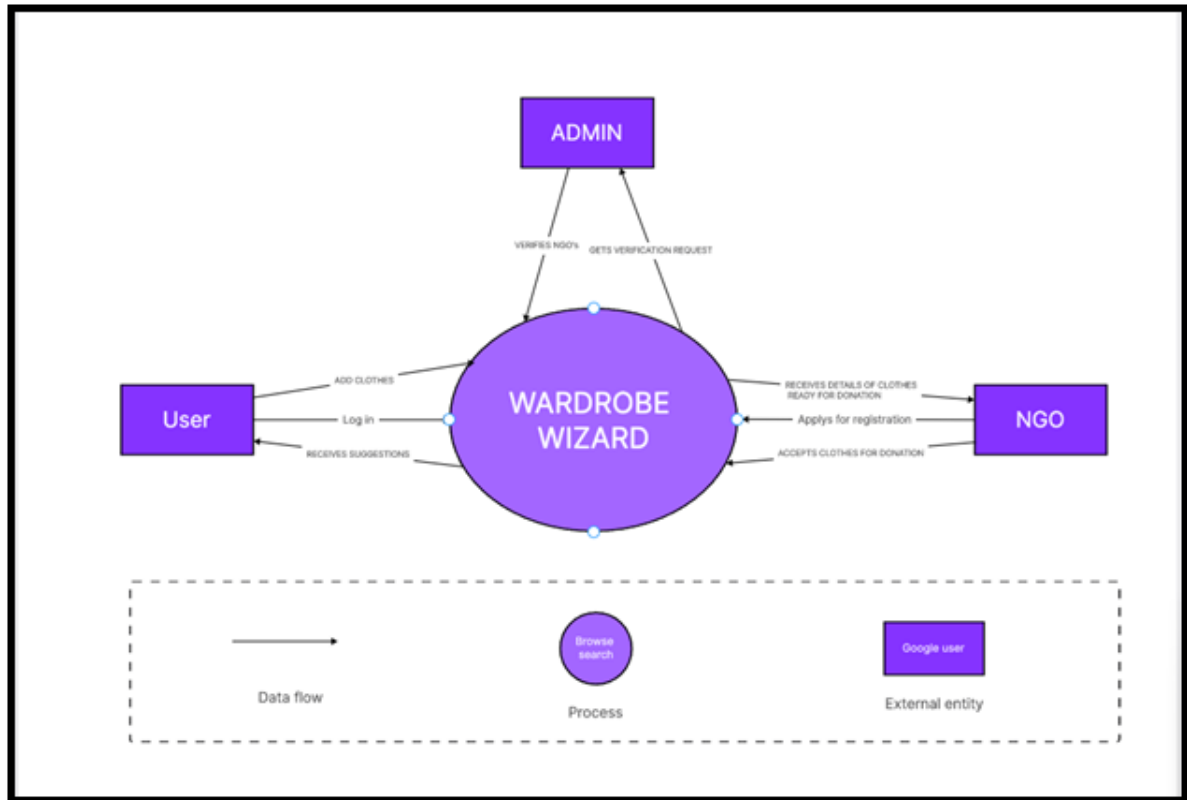 ADMIN
VERIFIES NGO's
GETS VERIFICATION REQUEST
ADD CLOTHES
User
Log in
RECEIVES SUGGESTIONS
WARDROBE
WIZARD
RECEIVES DETAILS OF CLOTHES
READY FOR DONATION
Applys for registration
NGO
ACCEPTS CLOTHES FOR DONATION
Data flow
Browse
search
Process
Google user
External entity